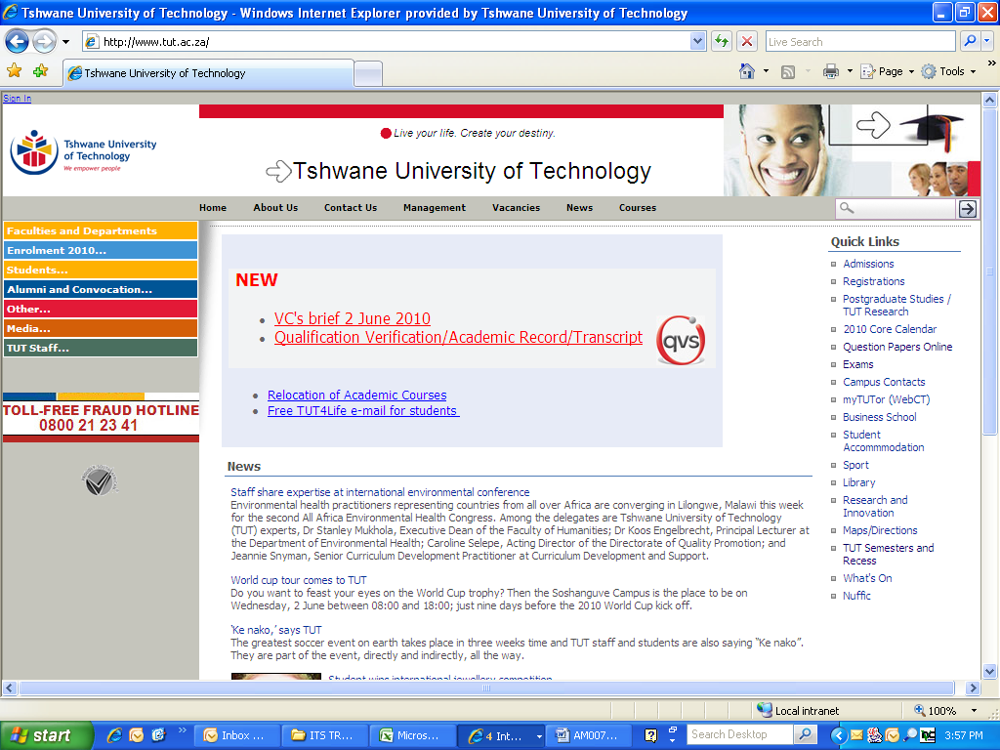 Tshwane University of Technology - Windows Internet Explorer provided by Tshwane University of Technology
http://www.tut.ac.za/
Live Search
Tshwane University of Technology
Page
Tools
Sign In
Tshwane University of Technology
We empower people
Live your life. Create your destiny.
Tshwane University of Technology
Home About Us Contact Us Management Vacancies News Courses
Faculties and Departments
Enrolment 2010...
Students...
Alumni and Convocation...
Other...
Media...
TUT Staff...
TOLL-FREE FRAUD HOTLINE
0800 21 23 41
NEW
VC's brief 2 June 2010
Qualification Verification/Academic Record/Transcript
qvs
Relocation of Academic Courses
Free TUT4Life e-mail for students
News
Staff share expertise at international environmental conference
Environmental health practitioners representing countries from all over Africa are converging in Lilongwe, Malawi this week
for the second All Africa Environmental Health Congress. Among the delegates are Tshwane University of Technology
(TUT) experts, Dr Stanley Mukhola, Executive Dean of the Faculty of Humanities; Dr Koos Engelbrecht, Principal Lecturer at
the Department of Environmental Health; Caroline Selepe, Acting Director of the Directorate of Quality Promotion; and
Jeannie Snyman, Senior Curriculum Development Practitioner at Curriculum Development and Support.
World cup tour comes to TUT
Do you want to feast your eyes on the World Cup trophy? Then the Soshanguve Campus is the place to be on
Wednesday, 2 June between 08:00 and 18:00; just nine days before the 2010 World Cup kick off.
'Ke nako,' says TUT
The greatest soccer event on earth takes place in three weeks time and TUT staff and students are also saying “Ke nako”.
They are part of the event, directly and indirectly, all the way.
Student wins international jewellery competition
Quick Links
Admissions
Registrations
Postgraduate Studies /
TUT Research
2010 Core Calendar
Question Papers Online
Exams
Campus Contacts
myTUTor (WebCT)
Business School
Student
Accommmodation
Sport
Library
Research and
Innovation
Maps/Directions
TUT Semesters and
Recess
What's On
Nuffic
Local intranet
100%
start
Inbox ...
ITS TR...
Micros...
4 Int...
AM007...
Search Desktop
3:57 PM